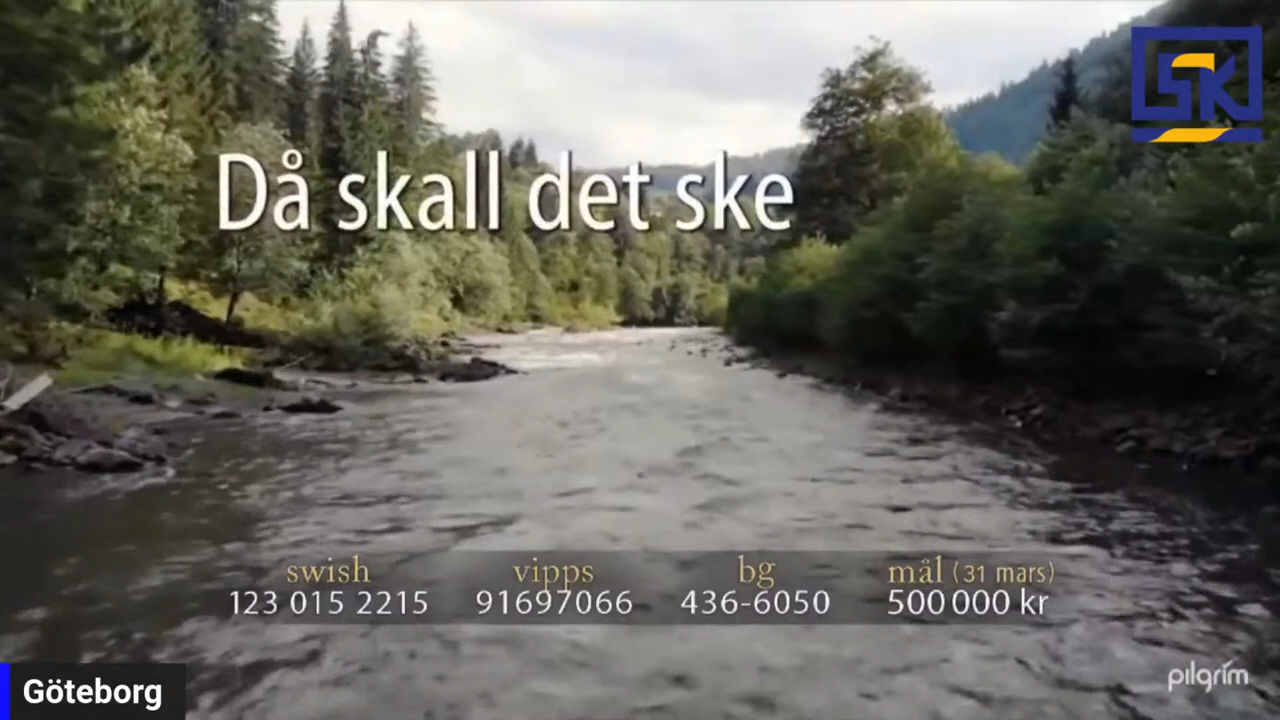 SK
Då skall det ske
swish vipps bg mål (31 mars)
123 015 2215 91697066 436-6050 500 000 kr
Göteborg
pilgrim